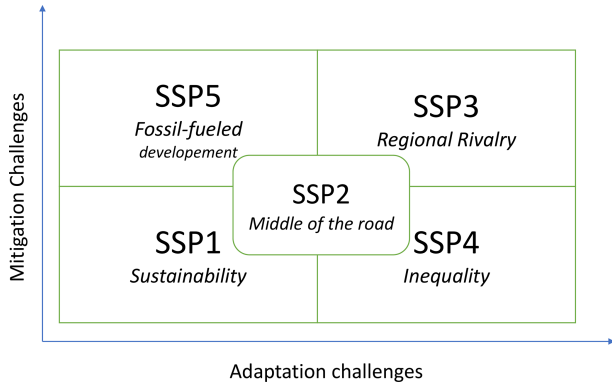 Mitigation Challenges
SSP5
Fossil-fueled
developement
SSP3
Regional Rivalry
SSP2
Middle of the road
SSP1
Sustainability
SSP4
Inequality
Adaptation challenges